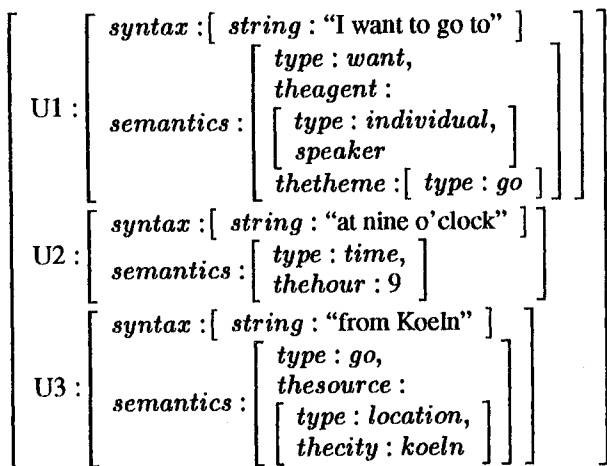 syntax : [ string : “I want to go to” ]
type : want,
theagent :
U1 :
semantics :
[ type : individual,
speaker ]
thetheme : [ type : go ]
syntax : [ string : “at nine o’clock” ]
U2 :
semantics : [ type : time,
thehour : 9 ]
syntax : [ string : “from Koeln” ]
type : go,
thesource :
U3 :
semantics :
[ type : location,
thecity : koeln ]